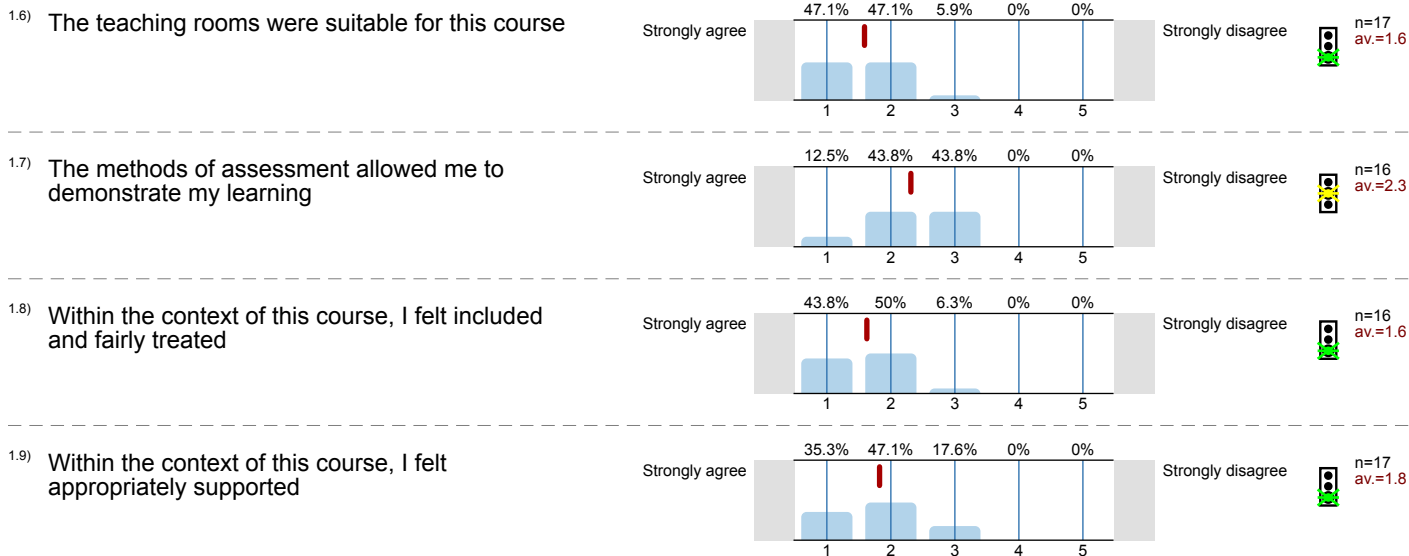 47.1% 47.1% 5.9% 0% 0%
1.6) The teaching rooms were suitable for this course Strongly agree Strongly disagree n=17
av.=1.6
1 2 3 4 5
12.5% 43.8% 43.8% 0% 0%
1.7) The methods of assessment allowed me to Strongly agree Strongly disagree n=16
demonstrate my learning av.=2.3
1 2 3 4 5
43.8% 50% 6.3% 0% 0%
1.8) Within the context of this course, I felt included Strongly agree Strongly disagree n=16
and fairly treated av.=1.6
1 2 3 4 5
35.3% 47.1% 17.6% 0% 0%
1.9) Within the context of this course, I felt Strongly agree Strongly disagree n=17
appropriately supported av.=1.8
1 2 3 4 5